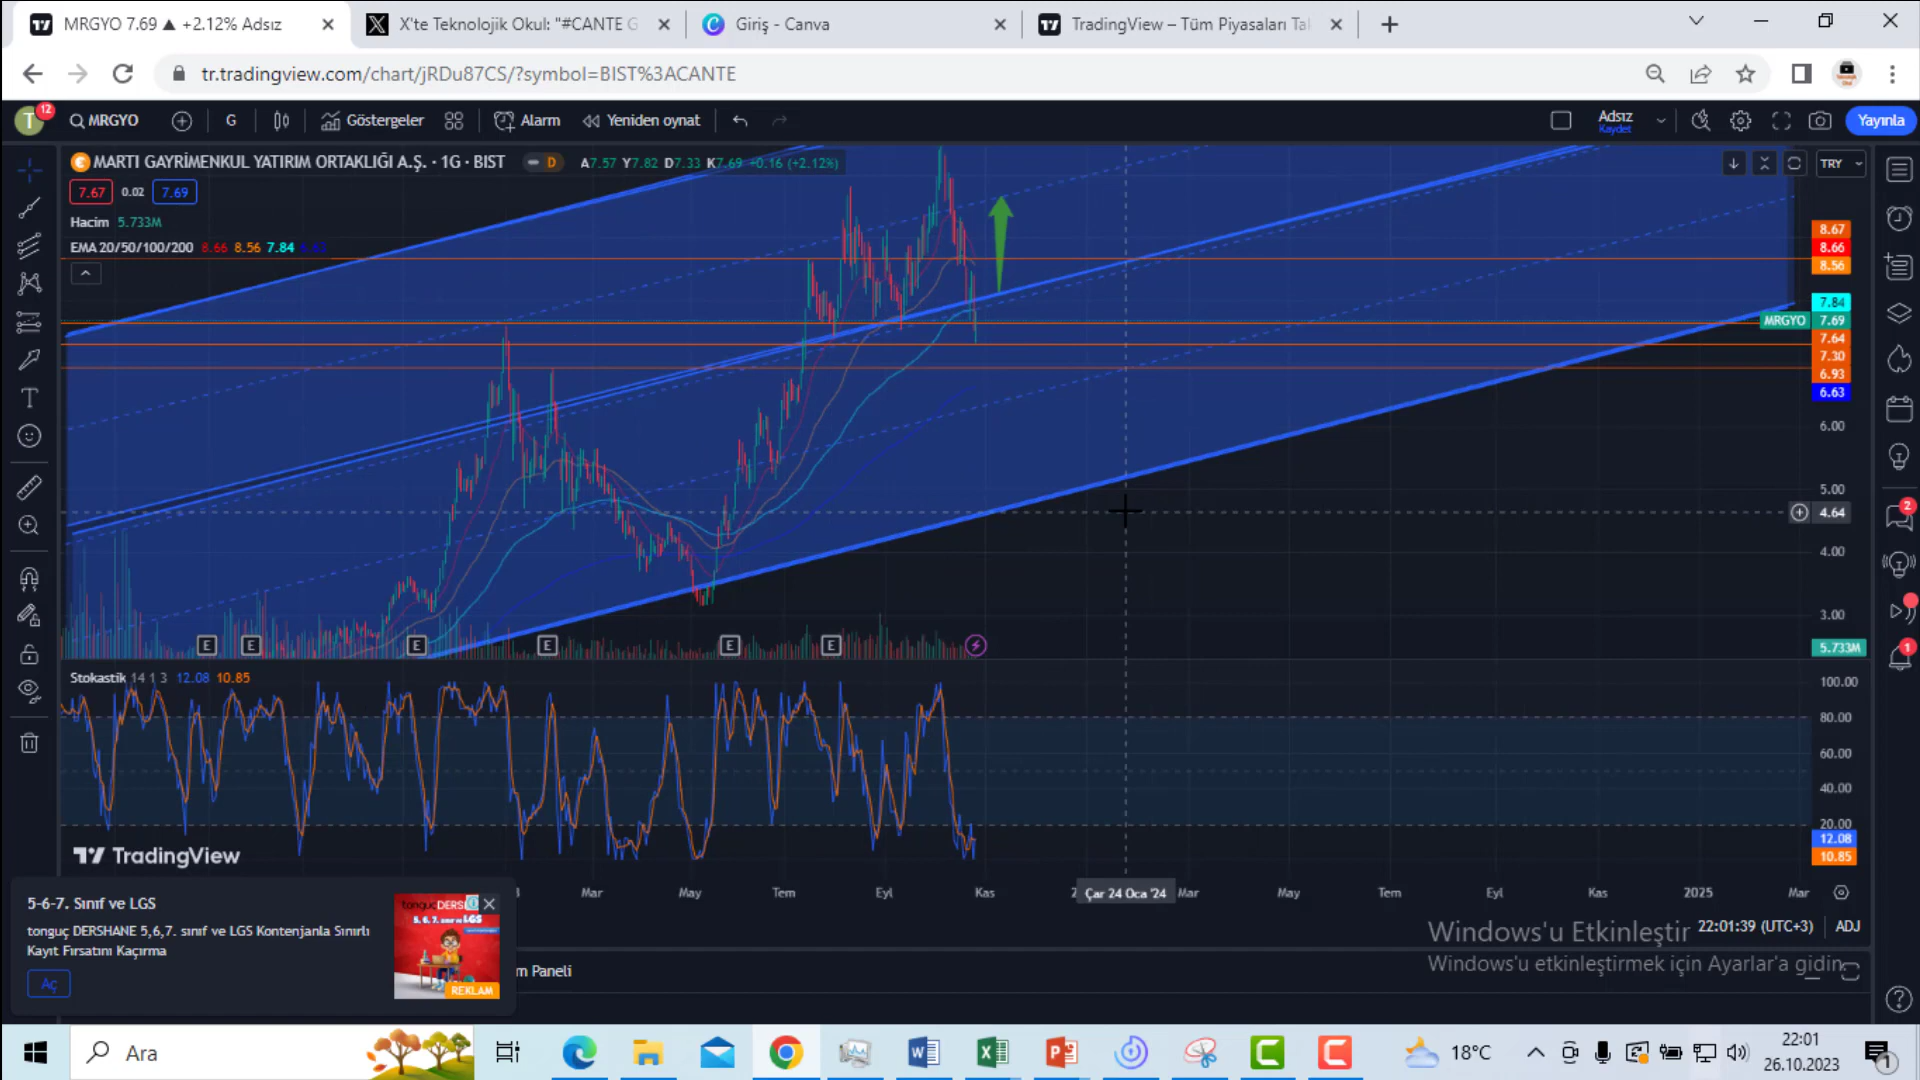 MRGYO 7.69 ▲ +2.12% Adsız
X'te Teknolojik Okul: "#CANTE G
Giriş - Canva
TradingView – Tüm Piyasaları Tak
tr.tradingview.com/chart/jRDu87CS/?symbol=BIST%3ACANTE
T 12
MRGYO
G
Göstergeler
Alarm
Yeniden oynat
Adsız
Kaydet
Yayınla
MARTI GAYRİMENKUL YATIRIM ORTAKLIĞI A.Ş. · 1G · BIST
D
A7.57 Y7.82 D7.33 K7.69 +0.16 (+2.12%)
TRY
7.67 0.02 7.69
Hacim 5.733M
EMA 20/50/100/200 8.66 8.56 7.84 6.63
8.67
8.66
8.56
7.84
MRGYO 7.69
7.64
7.30
6.93
6.63
6.00
5.00
4.64
4.00
3.00
E E E E E E
5.733M
Stokastik 14 1 3 12.08 10.85
100.00
80.00
60.00
40.00
20.00
12.08
10.85
TradingView
Mar May Tem Eyl Kas Çar 24 Oca '24 Mar May Tem Eyl Kas 2025 Mar
5-6-7. Sınıf ve LGS
tonguç DERSHANE 5,6,7. sınıf ve LGS Kontenjanla Sınırlı
Kayıt Fırsatını Kaçırma
Aç
REKLAM
m Paneli
22:01:39 (UTC+3) ADJ
Windows'u Etkinleştir
Windows'u etkinleştirmek için Ayarlar'a gidin.
2
1
Ara
18°C
22:01
26.10.2023
1